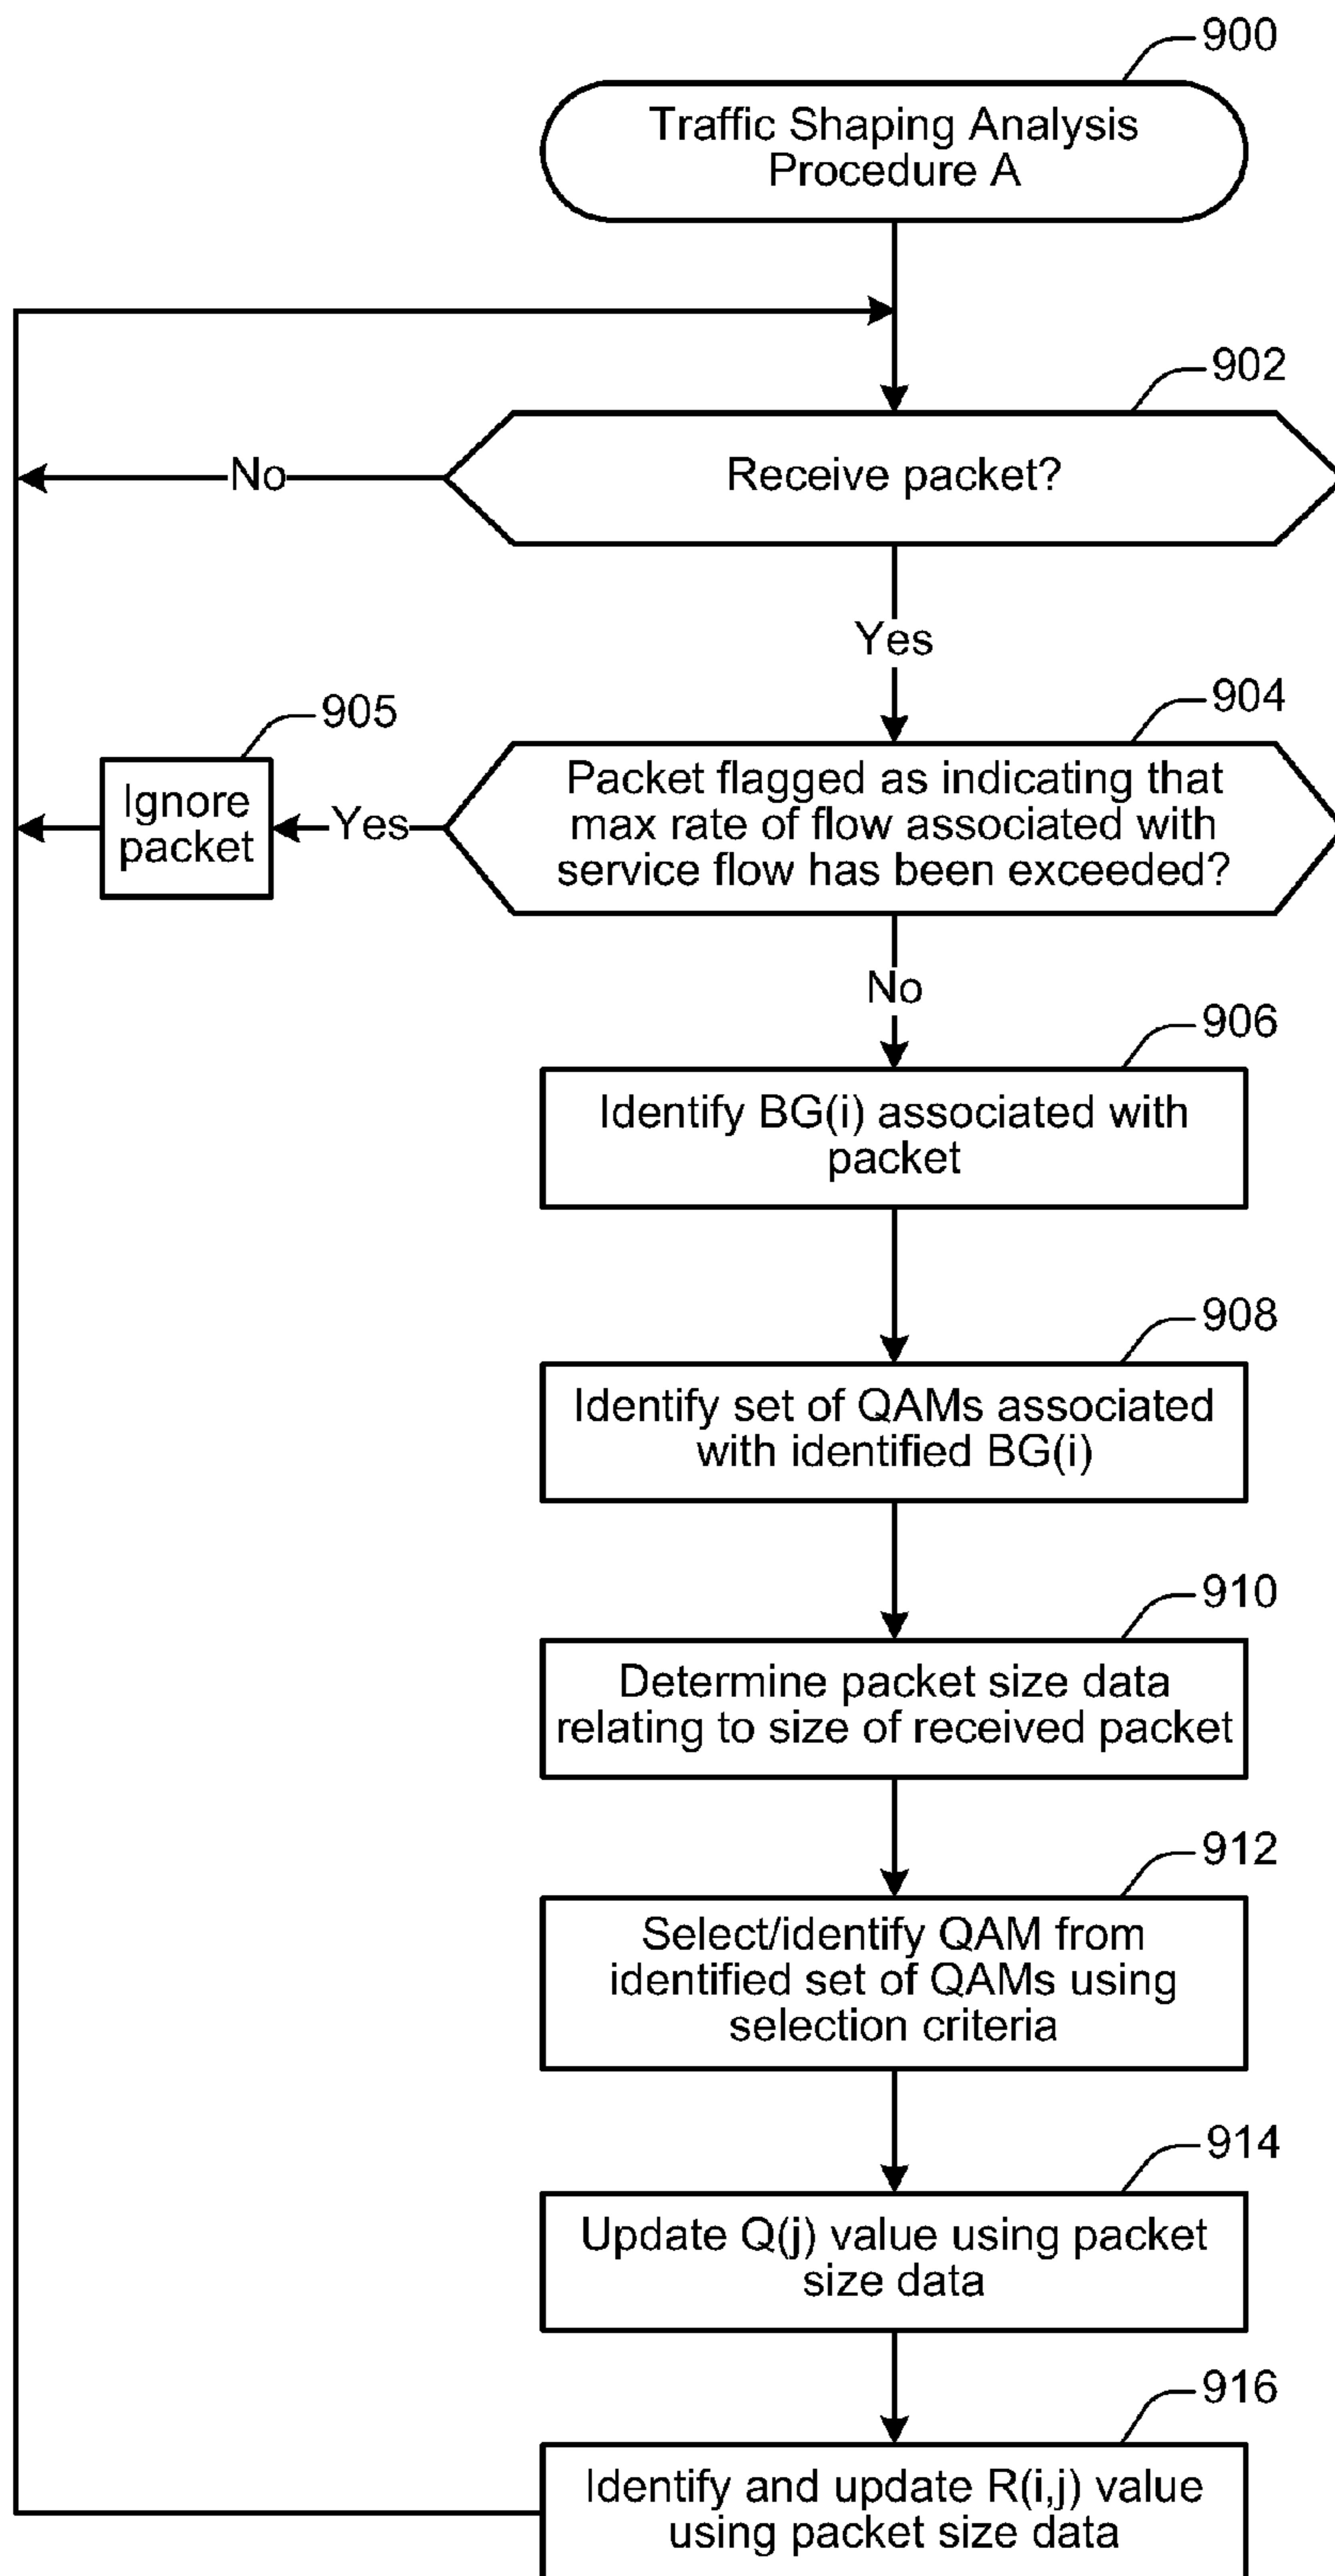 900
Traffic Shaping Analysis
Procedure A
902
Receive packet?
No
Yes
904
905
Packet flagged as indicating that
max rate of flow associated with
service flow has been exceeded?
Yes
Ignore
packet
No
906
Identify BG(i) associated with
packet
908
Identify set of QAMs associated
with identified BG(i)
910
Determine packet size data
relating to size of received packet
912
Select/identify QAM from
identified set of QAMs using
selection criteria
914
Update Q(j) value using packet
size data
916
Identify and update R(i,j) value
using packet size data